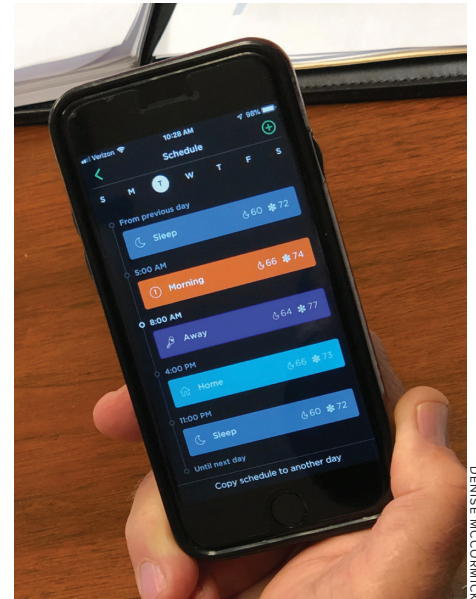 Verizon 10:28 AM 98%
Schedule
S M T W T F S
From previous day
Sleep 60 72
5:00 AM
1 Morning 66 74
8:00 AM
Away 64 77
4:00 PM
Home 66 73
11:00 PM
Sleep 60 72
Until next day
Copy schedule to another day
DENISE MCCORMICK